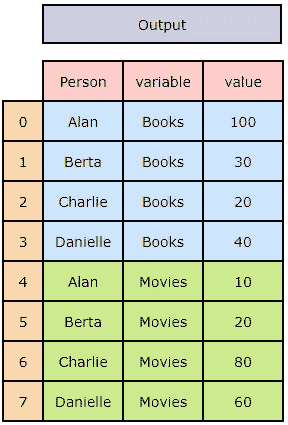 Output
Person variable value
0 Alan Books 100
1 Berta Books 30
2 Charlie Books 20
3 Danielle Books 40
4 Alan Movies 10
5 Berta Movies 20
6 Charlie Movies 80
7 Danielle Movies 60